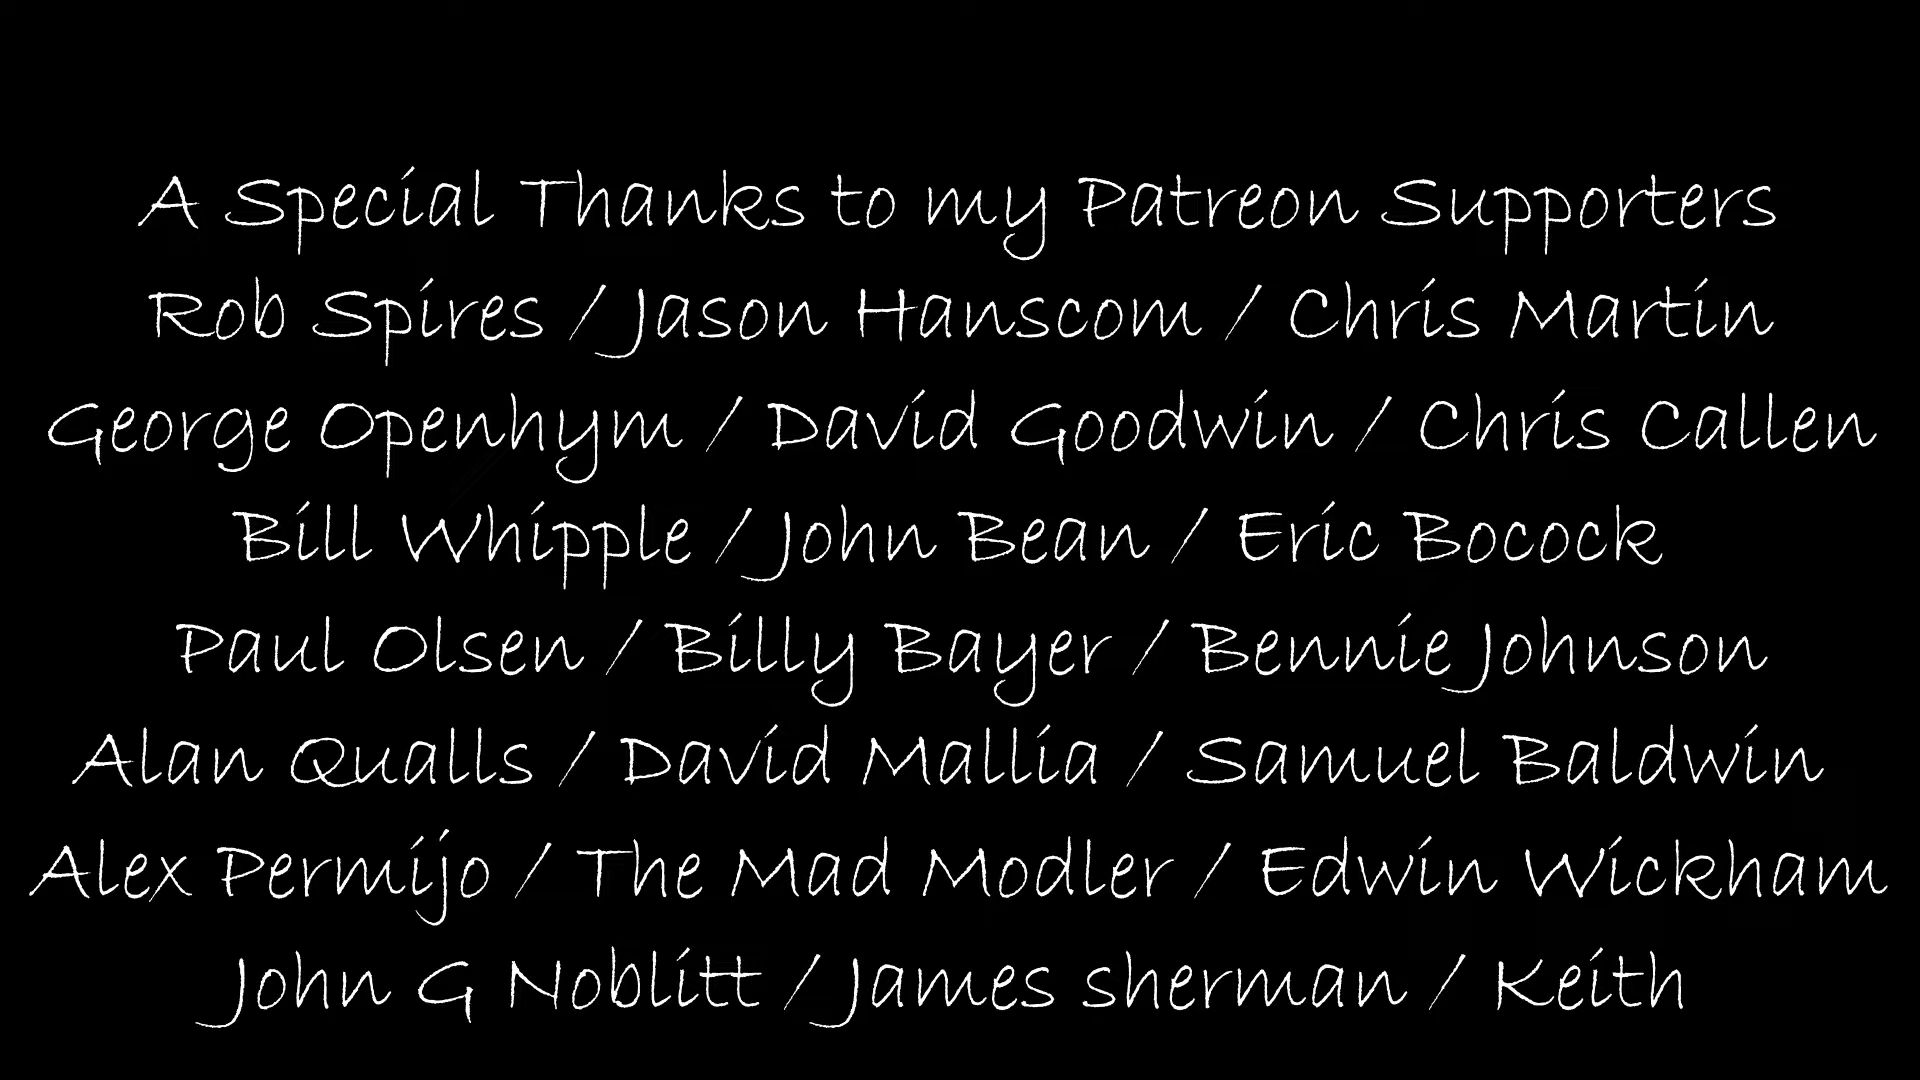 A Special Thanks to my Patreon Supporters
Rob Spires / Jason Hanscom / Chris Martin
George Openhym / David Goodwin / Chris Callen
Bill Whipple / John Bean / Eric Bocock
Paul Olsen / Billy Bayer / Bennie Johnson
Alan Qualls / David Mallia / Samuel Baldwin
Alex Permijo / The Mad Modler / Edwin Wickham
John G Noblitt / James sherman / Keith